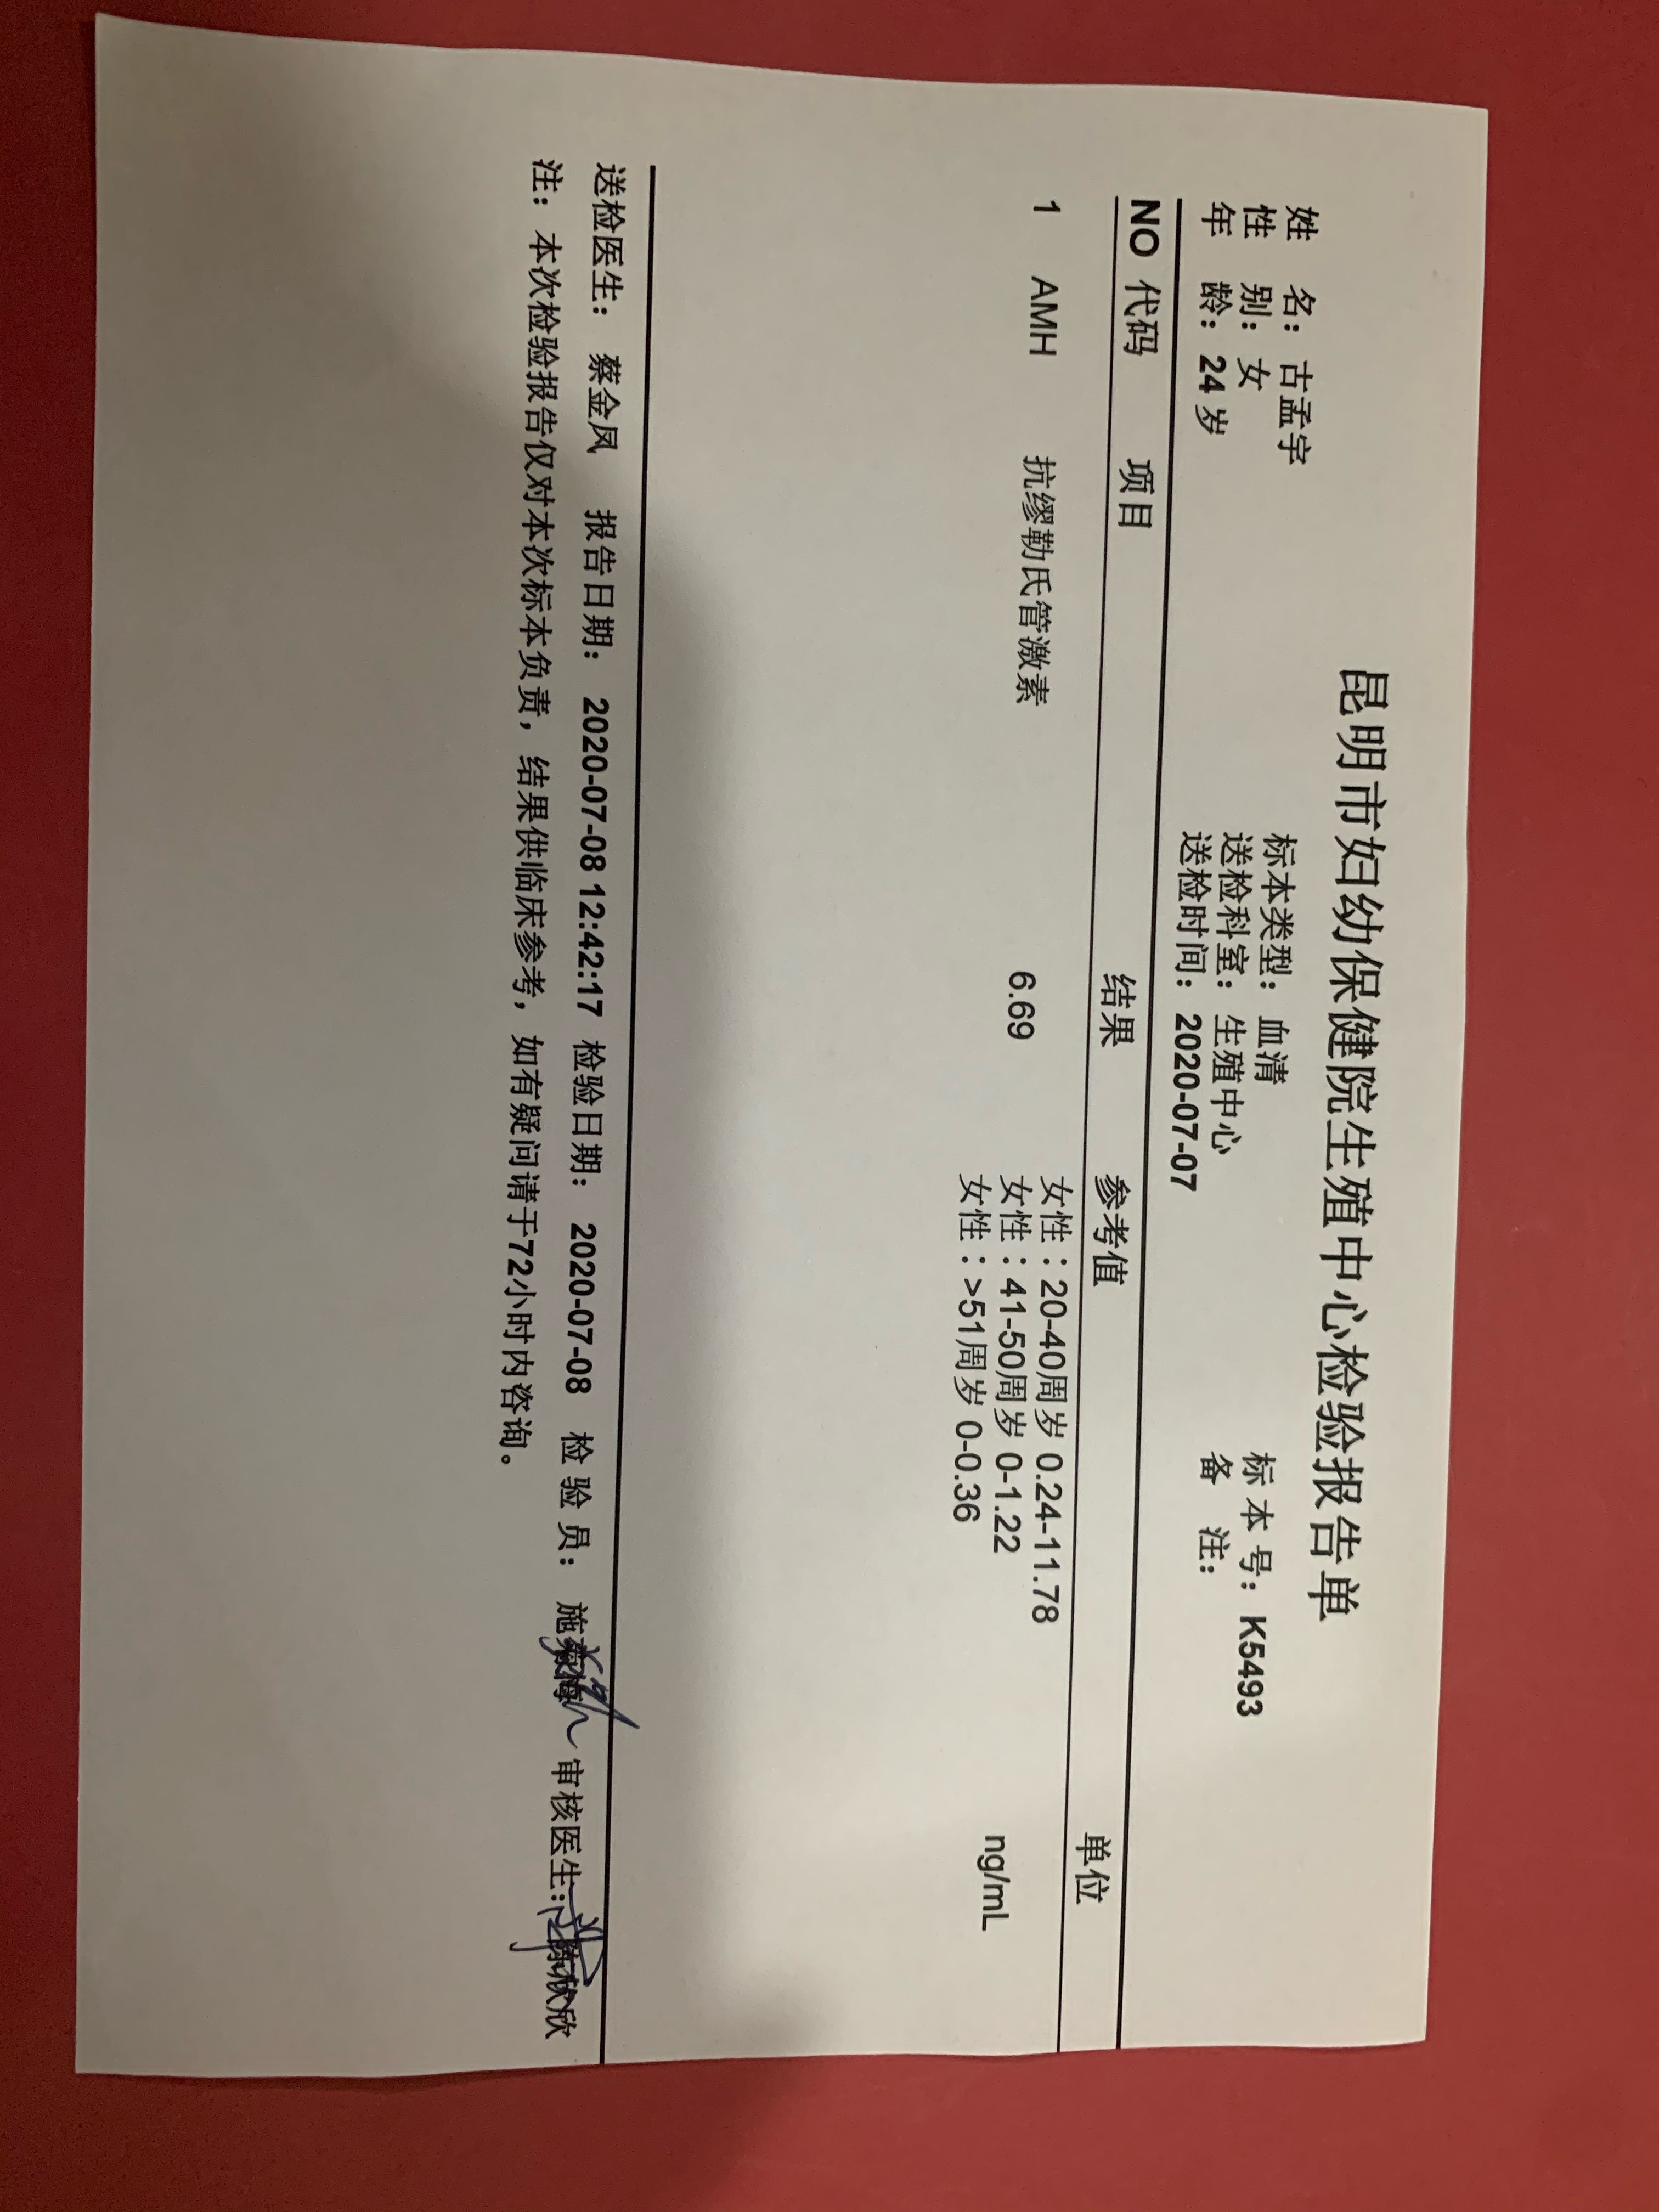 昆明市妇幼保健院生殖中心检验报告单
姓 名： 古孟宇 标本类型： 血清 标 本 号： K5493
性 别： 女 送检科室： 生殖中心 备 注：
年 龄： 24 岁 送检时间： 2020-07-07
NO 代码 项目 结果 参考值 单位
1 AMH 抗缪勒氏管激素 6.69 女性：20-40周岁 0.24-11.78
女性：41-50周岁 0-1.22 ng/mL
女性：>51周岁 0-0.36
送检医生： 蔡金凤 报告日期： 2020-07-08 12:42:17 检验日期： 2020-07-08 检 验 员： 施 审核医生: 陈欣欣
注： 本次检验报告仅对本次标本负责，结果供临床参考，如有疑问请于72小时内咨询。